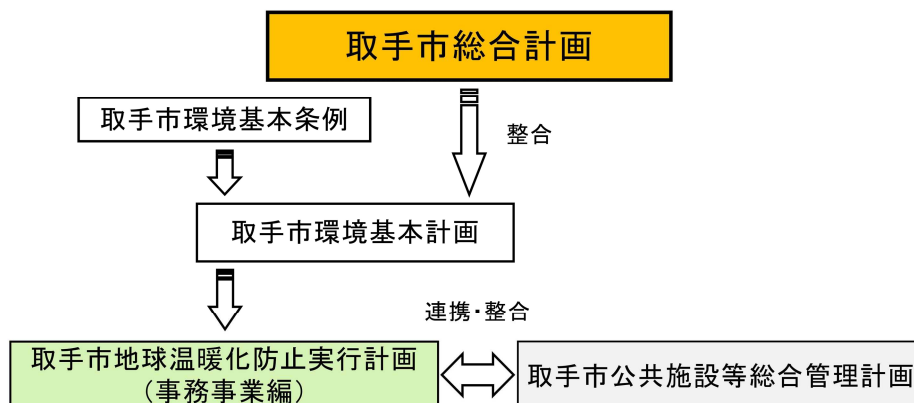 取手市総合計画
取手市環境基本条例
整合
取手市環境基本計画
連携・整合
取手市地球温暖化防止実行計画
（事務事業編）
取手市公共施設等総合管理計画